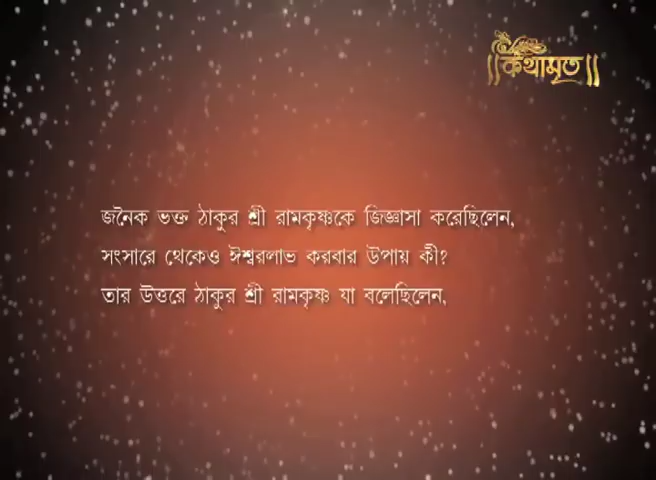 ॥কথামৃত॥
জনৈক ভক্ত ঠাকুর শ্রী রামকৃষ্ণকে জিজ্ঞাসা করেছিলেন,
সংসারে থেকেও ঈশ্বরলাভ করবার উপায় কী?
তার উত্তরে ঠাকুর শ্রী রামকৃষ্ণ যা বলেছিলেন,